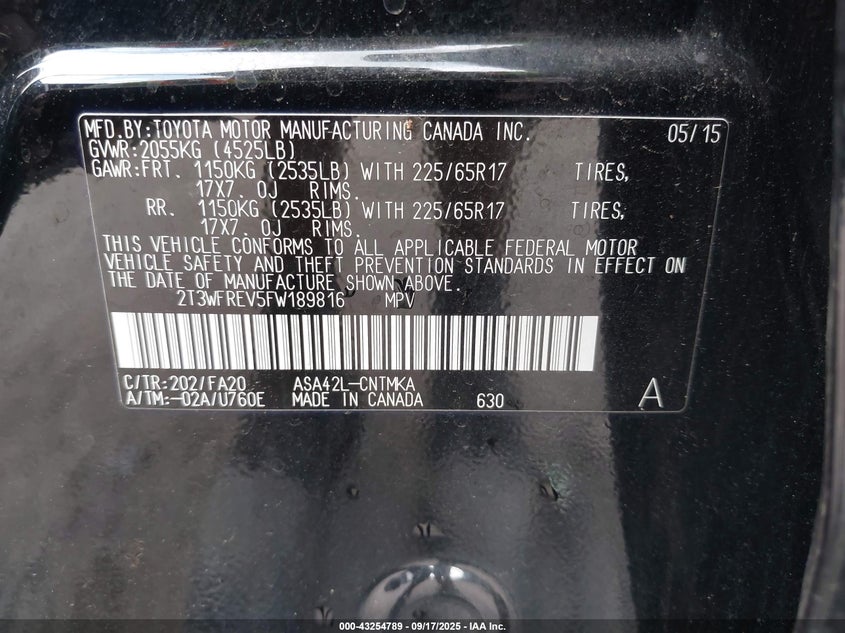 MFD.BY:TOYOTA MOTOR MANUFACTURING CANADA INC. 05/15
GVWR:2055KG (4525LB)
GAWR:FRT. 1150KG (2535LB) WITH 225/65R17 TIRES,
17X7.0J RIMS.
RR. 1150KG (2535LB) WITH 225/65R17 TIRES,
17X7.0J RIMS.
THIS VEHICLE CONFORMS TO ALL APPLICABLE FEDERAL MOTOR
VEHICLE SAFETY AND THEFT PREVENTION STANDARDS IN EFFECT ON
THE DATE OF MANUFACTURE SHOWN ABOVE.
2T3WFREV5FW189816 MPV
C/TR:202/FA20 ASA42L-CNTMKA
A/TM:-02A/U760E MADE IN CANADA 630 A
000-43254789 - 09/17/2025 - IAA Inc.